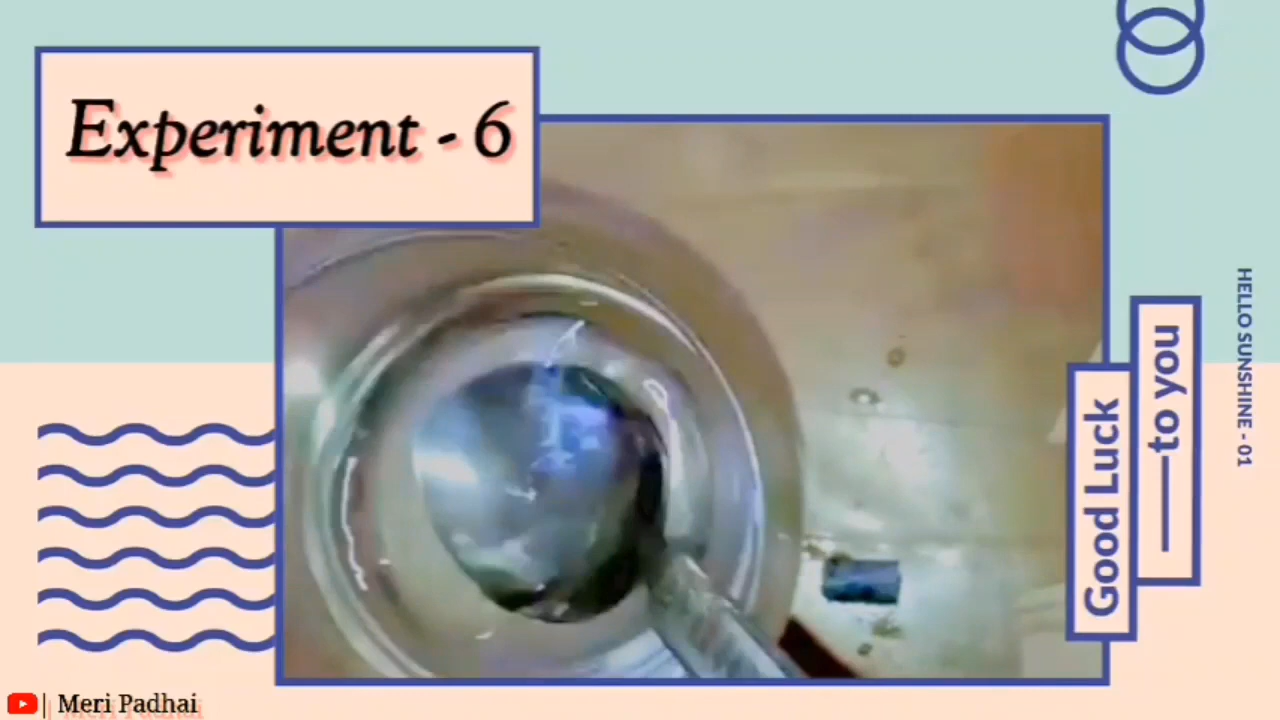 Experiment - 6
HELLO SUNSHINE - 01
Good Luck
to you
Meri Padhai